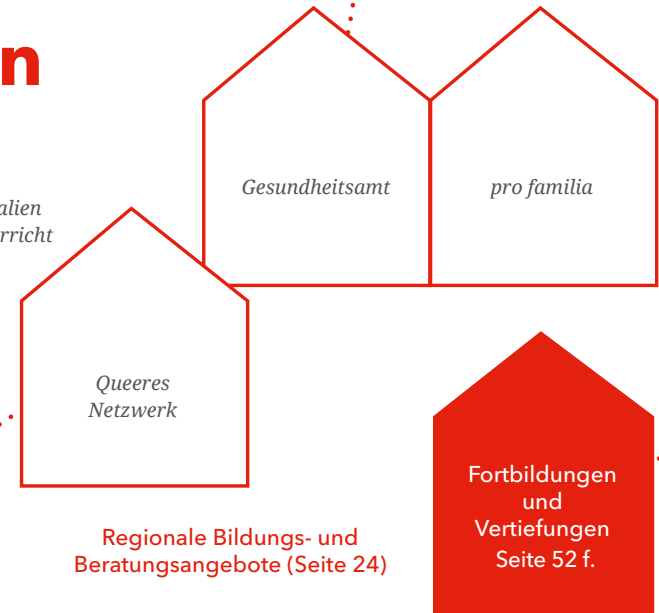 n
alien
rricht
Gesundheitsamt
pro familia
Queeres
Netzwerk
Regionale Bildungs- und
Beratungsangebote (Seite 24)
Fortbildungen
und
Vertiefungen
Seite 52 f.